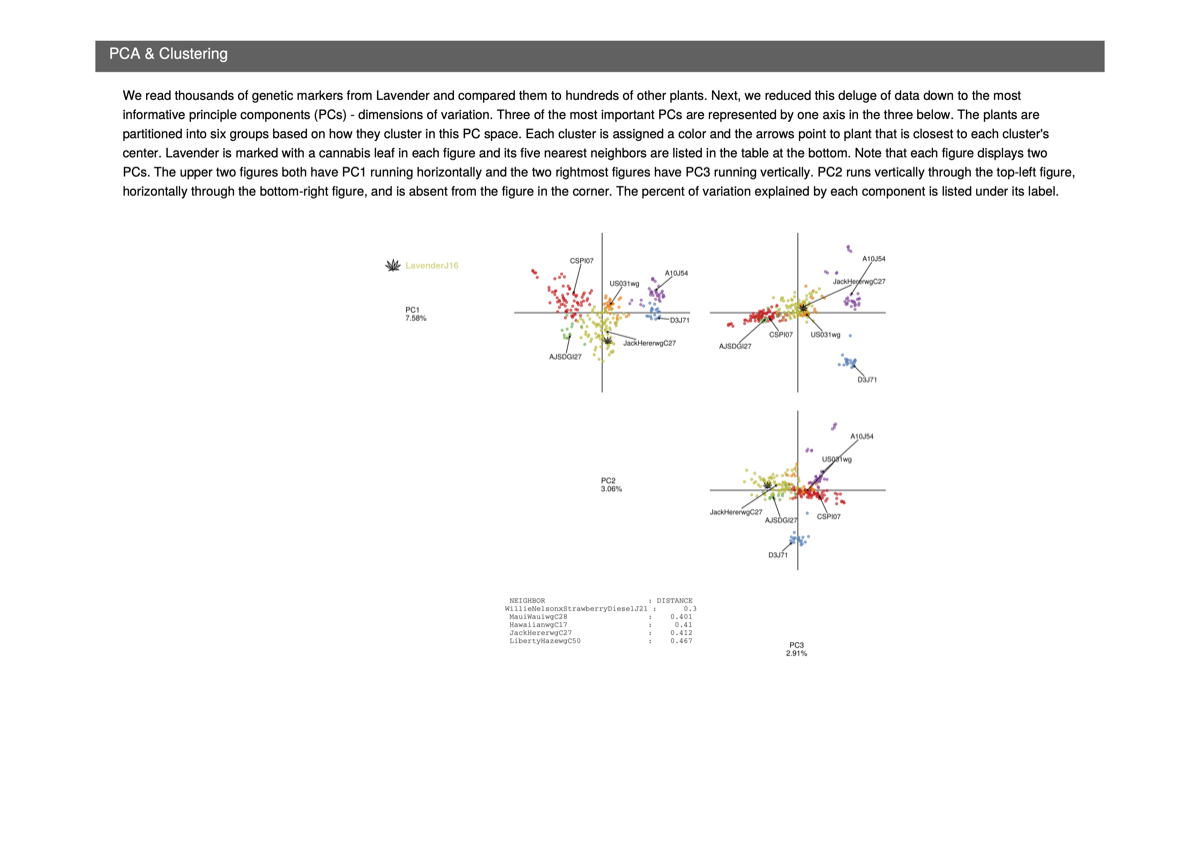 PCA & Clustering
We read thousands of genetic markers from Lavender and compared them to hundreds of other plants. Next, we reduced this deluge of data down to the most
informative principle components (PCs) - dimensions of variation. Three of the most important PCs are represented by one axis in the three below. The plants are
partitioned into six groups based on how they cluster in this PC space. Each cluster is assigned a color and the arrows point to plant that is closest to each cluster's
center. Lavender is marked with a cannabis leaf in each figure and its five nearest neighbors are listed in the table at the bottom. Note that each figure displays two
PCs. The upper two figures both have PC1 running horizontally and the two rightmost figures have PC3 running vertically. PC2 runs vertically through the top-left figure,
horizontally through the bottom-right figure, and is absent from the figure in the corner. The percent of variation explained by each component is listed under its label.
LavenderJ16
PC1
7.58%
CSPI07
US031wg
A10J54
D3J71
JackHererwgC27
AJSDGI27
A10J54
JackHererwgC27
CSPI07
US031wg
AJSDGI27
D3J71
PC2
3.06%
A10J54
US031wg
JackHererwgC27
AJSDGI27
CSPI07
D3J71
NEIGHBOR : DISTANCE
WillieNelsonxStrawberryDieselJ21 : 0.3
MauiWauiwgC28 : 0.401
HawaiianwgC17 : 0.41
JackHererwgC27 : 0.412
LibertyHazewgC50 : 0.467
PC3
2.91%